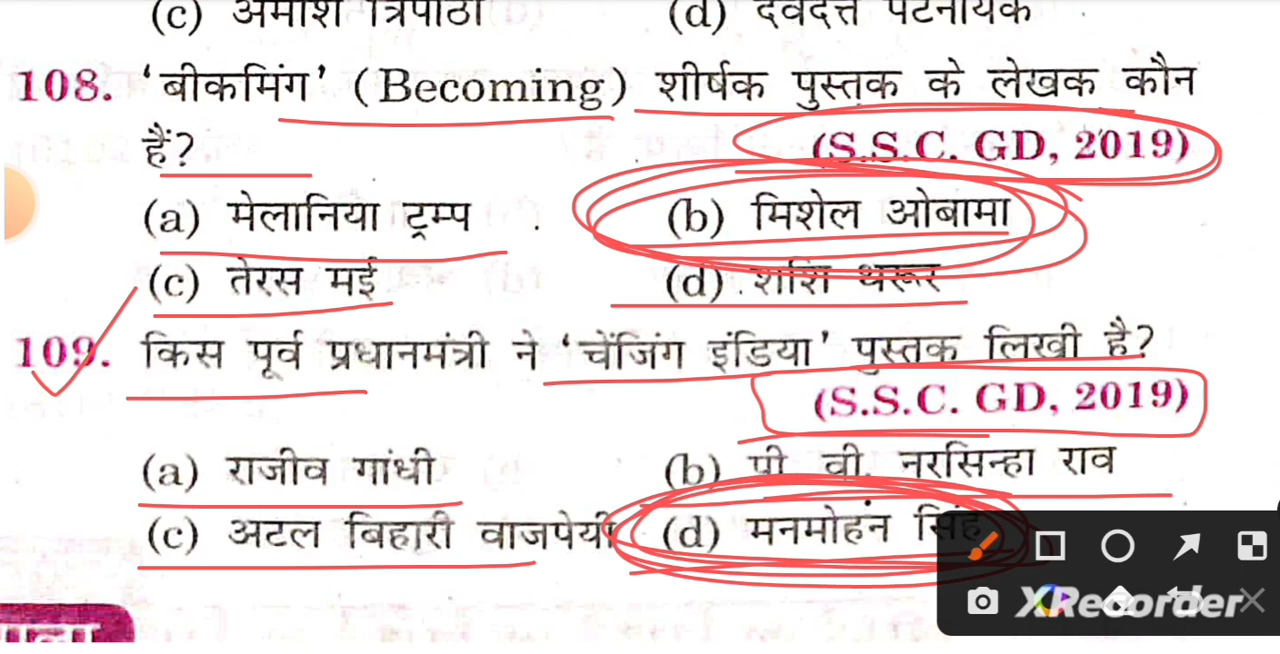 (c) अमीश त्रिपाठी (d) देवदत्त पटनायक
108. 'बीकमिंग' (Becoming) शीर्षक पुस्तक के लेखक कौन
हैं? (S.S.C. GD, 2019)
(a) मेलानिया ट्रम्प (b) मिशेल ओबामा
(c) तेरस मई (d) शशि थरूर
109. किस पूर्व प्रधानमंत्री ने 'चेंजिंग इंडिया' पुस्तक लिखी है?
(S.S.C. GD, 2019)
(a) राजीव गांधी (b) पी वी. नरसिन्हा राव
(c) अटल बिहारी वाजपेयी (d) मनमोहन सिंह
XRecorder